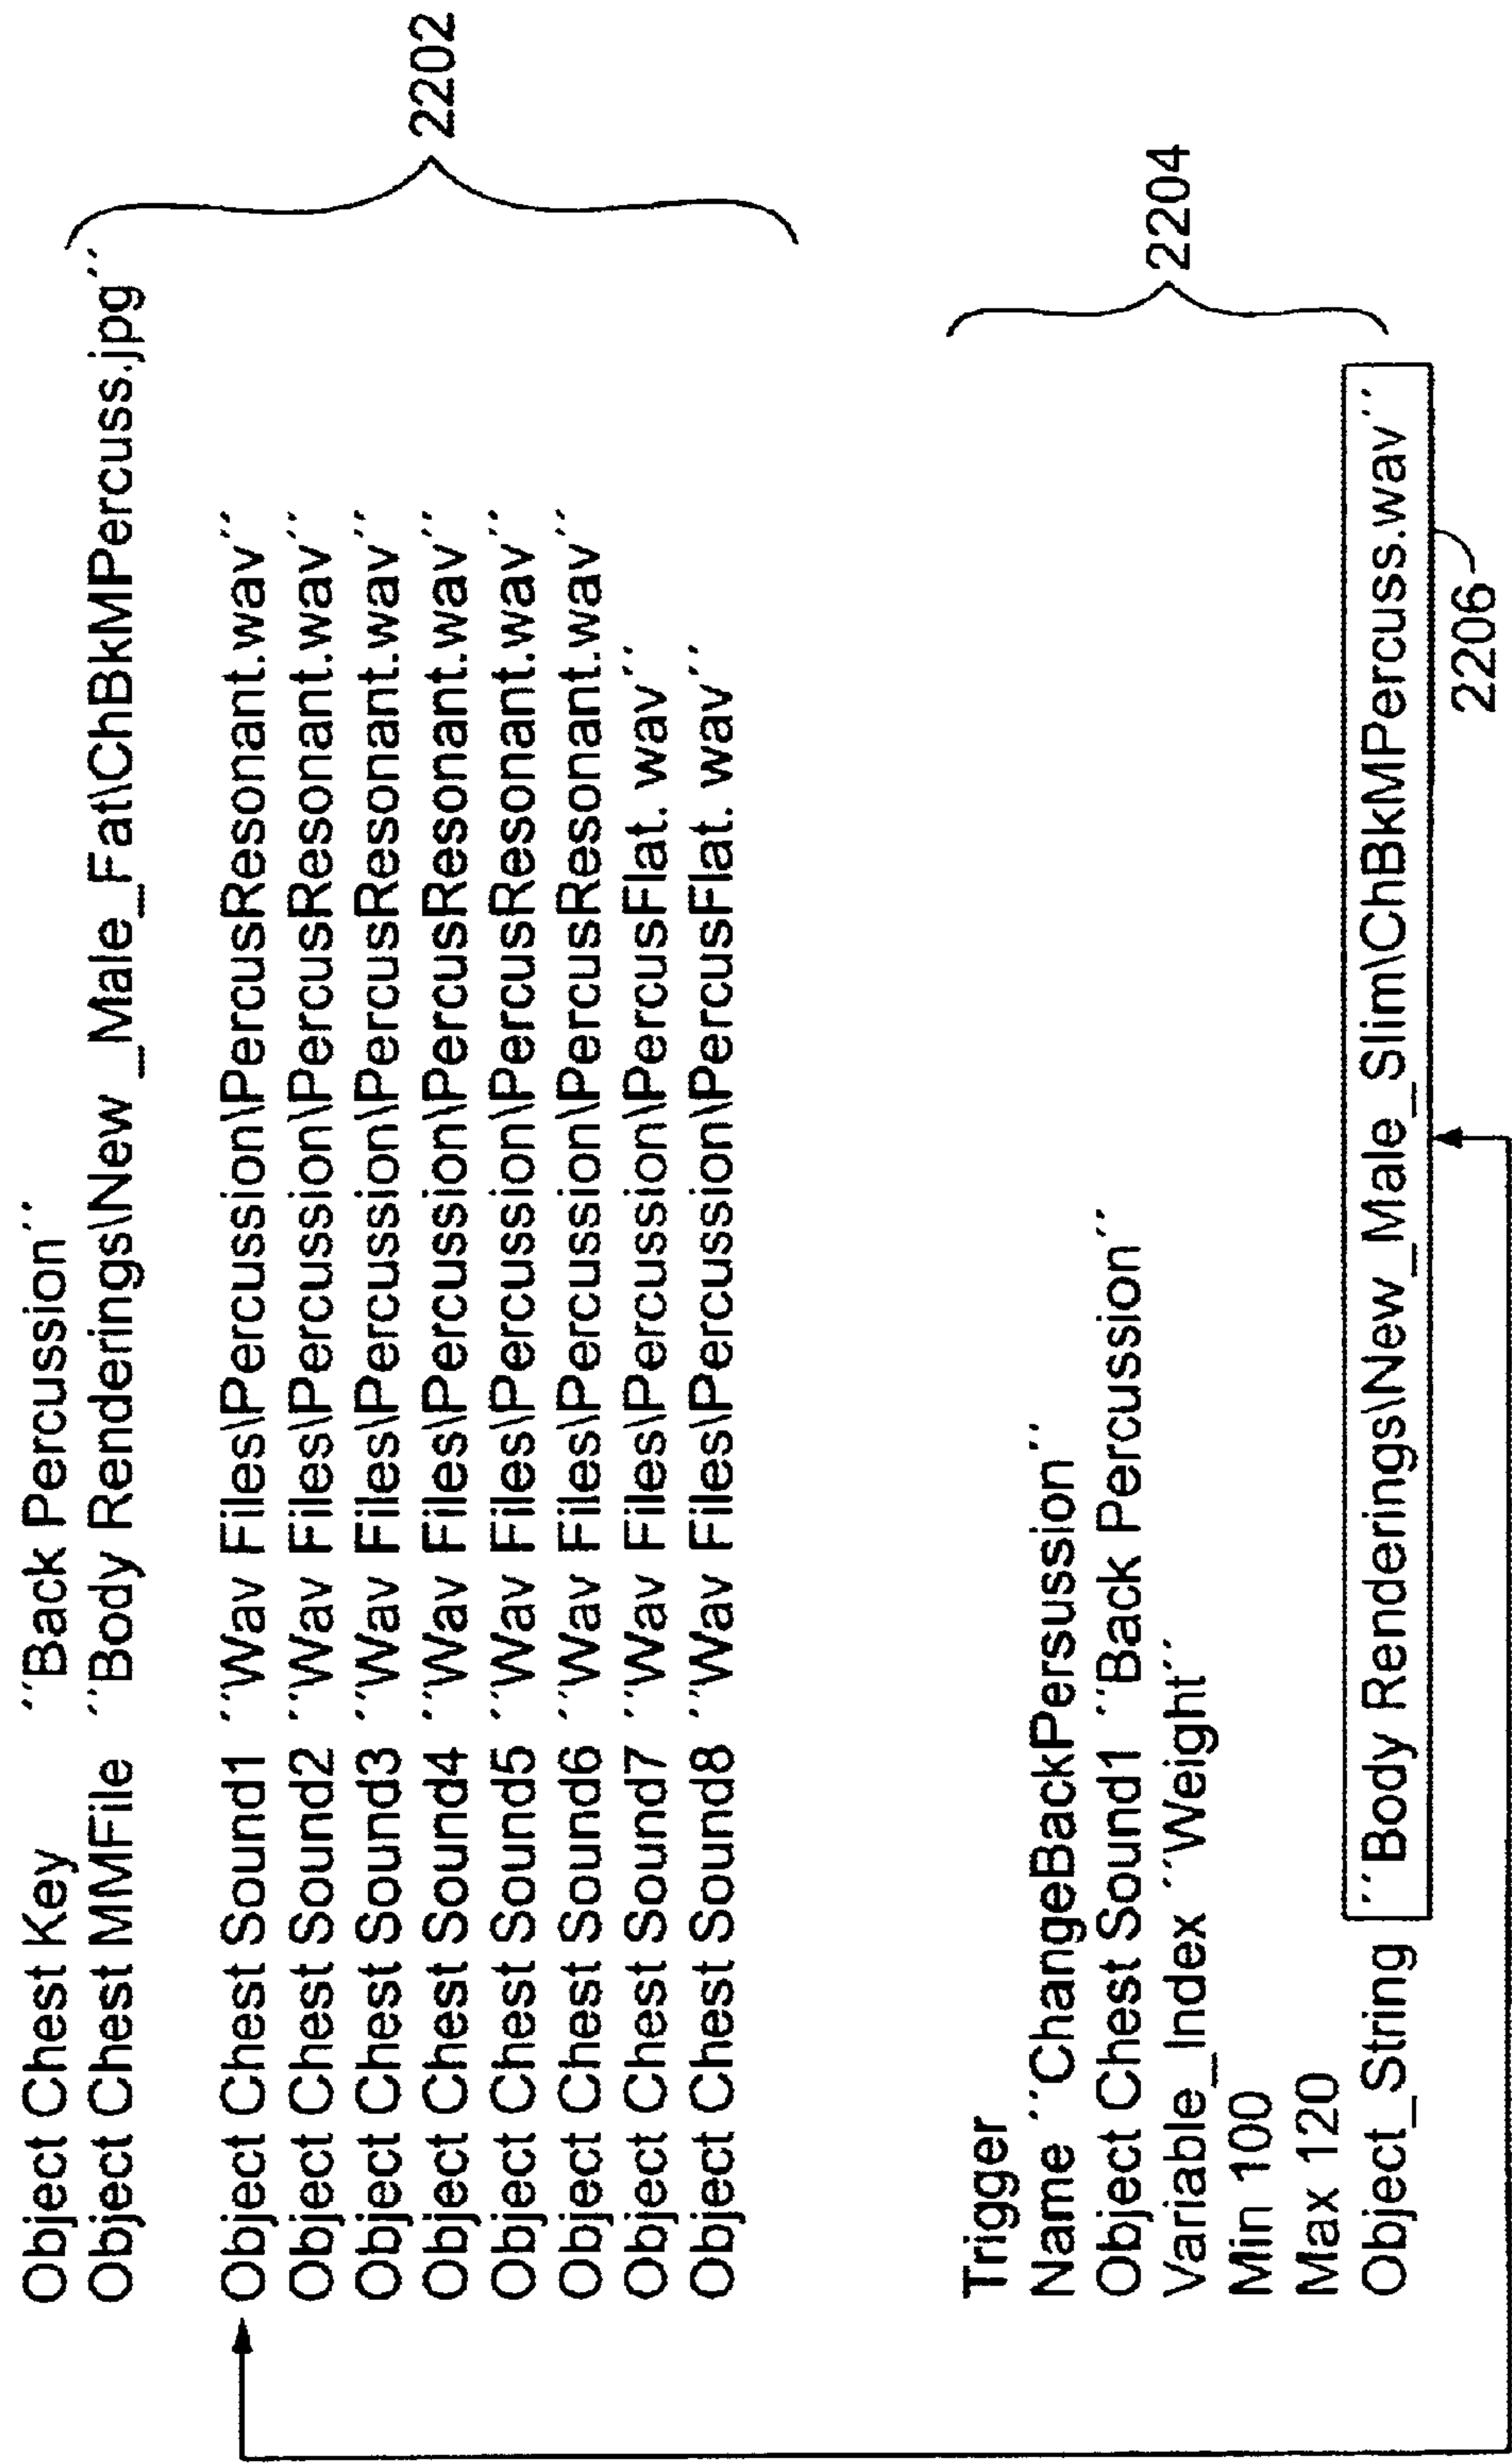 Object Chest Key ´´Back Percussion´´
Object Chest MMFile ´´Body Renderings\New_Male_Fat\ChBkMPercuss.jpg´´
2202
Object Chest Sound1 ´´Wav Files\Percussion\PercusResonant.wav´´
Object Chest Sound2 ´´Wav Files\Percussion\PercusResonant.wav´´
Object Chest Sound3 ´´Wav Files\Percussion\PercusResonant.wav´´
Object Chest Sound4 ´´Wav Files\Percussion\PercusResonant.wav´´
Object Chest Sound5 ´´Wav Files\Percussion\PercusResonant.wav´´
Object Chest Sound6 ´´Wav Files\Percussion\PercusResonant.wav´´
Object Chest Sound7 ´´Wav Files\Percussion\PercusFlat. wav´´
Object Chest Sound8 ´´Wav Files\Percussion\PercusFlat. wav´´
Trigger
Name ´´ChangeBackPersussion´´
Object Chest Sound1 ´´Back Percussion´´
Variable_Index ´´Weight´´
2204
Min 100
Max 120
Object_String ´´Body Renderings\New_Male_Slim\ChBkMPercuss.wav´´
2206